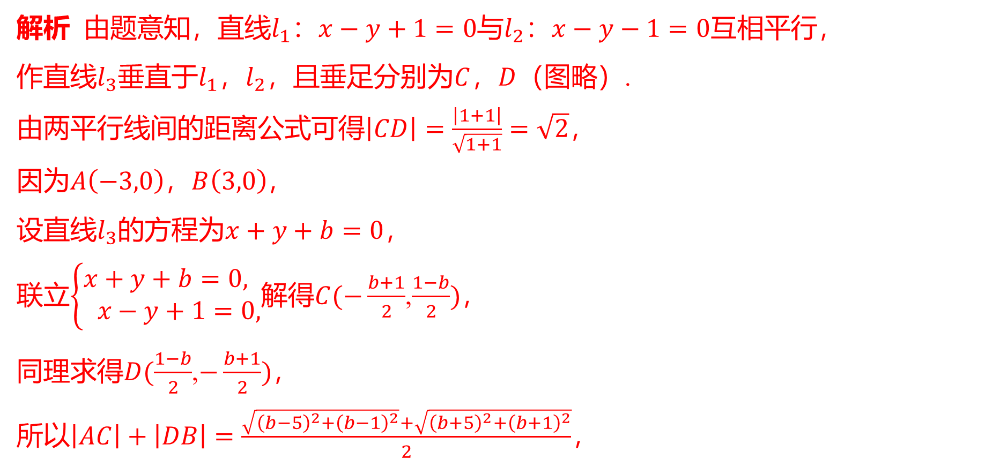 解析 由题意知，直线$l_1$：$x-y+1=0$与$l_2$：$x-y-1=0$互相平行，
作直线$l_3$垂直于$l_1$，$l_2$，且垂足分别为$C$，$D$（图略）.
由两平行线间的距离公式可得$|CD|=\frac{|1+1|}{\sqrt{1+1}}=\sqrt{2}$，
因为$A(-3,0)$，$B(3,0)$，
设直线$l_3$的方程为$x+y+b=0$，
联立$\begin{cases}x+y+b=0,\\x-y+1=0,\end{cases}$解得$C(-\frac{b+1}{2},\frac{1-b}{2})$，
同理求得$D(\frac{1-b}{2},-\frac{b+1}{2})$，
所以$|AC|+|DB|=\frac{\sqrt{(b-5)^2+(b-1)^2}+\sqrt{(b+5)^2+(b+1)^2}}{2}$，